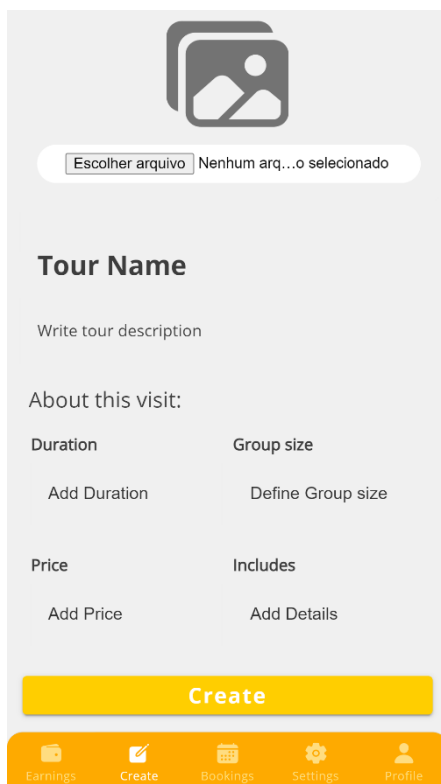 Escolher arquivo Nenhum arq...o selecionado
Tour Name
Write tour description
About this visit:
Duration Group size
Add Duration Define Group size
Price Includes
Add Price Add Details
Create
Earnings Create Bookings Settings Profile